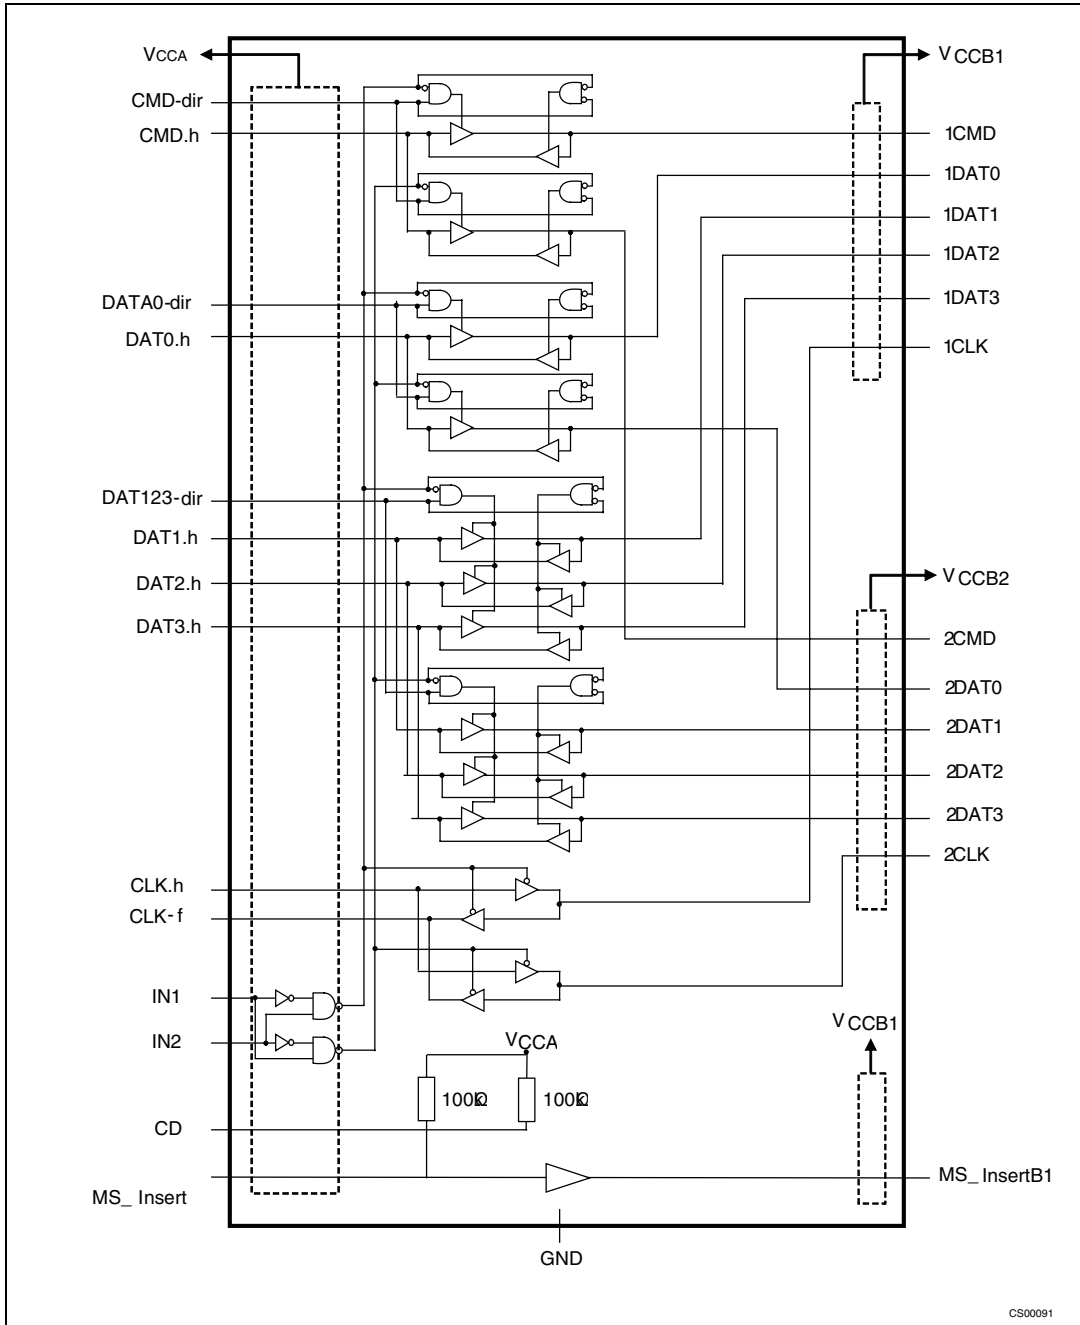 VCCA
VCCB1
CMD-dir
CMD.h
1CMD
1DAT0
1DAT1
1DAT2
DATA0-dir
1DAT3
DAT0.h
1CLK
DAT123-dir
DAT1.h
DAT2.h
VCCB2
DAT3.h
2CMD
2DAT0
2DAT1
2DAT2
2DAT3
2CLK
CLK.h
CLK-f
IN1
VCCB1
IN2
VCCA
100kΩ
100kΩ
CD
MS_ Insert
MS_ InsertB1
GND
CS00091